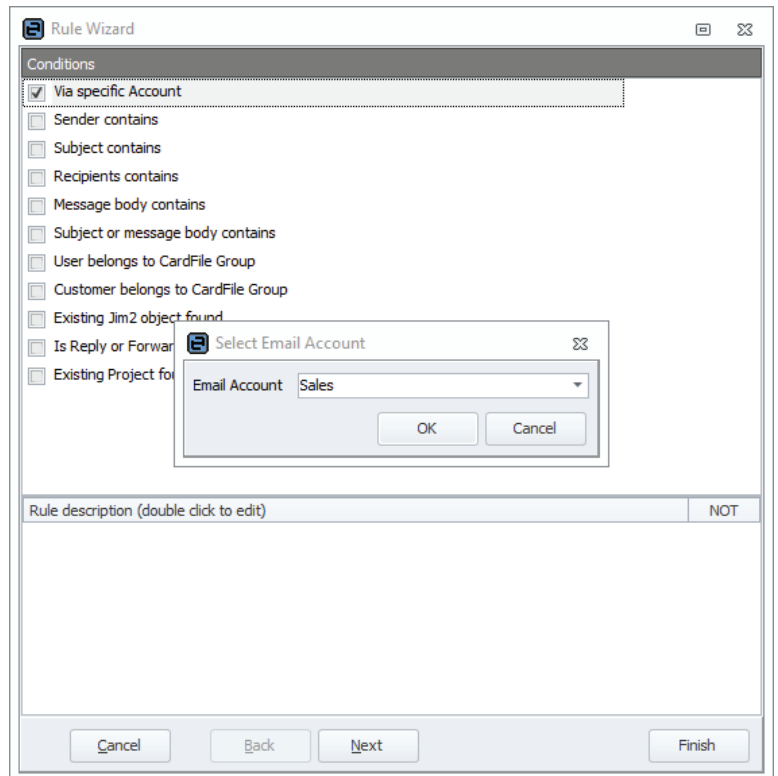 Rule Wizard
Conditions
Via specific Account
Sender contains
Subject contains
Recipients contains
Message body contains
Subject or message body contains
User belongs to CardFile Group
Customer belongs to CardFile Group
Existing Jim2 object found
Is Reply or Forwar
Existing Project fou
Select Email Account
Email Account Sales
OK Cancel
Rule description (double click to edit) NOT
Cancel Back Next Finish